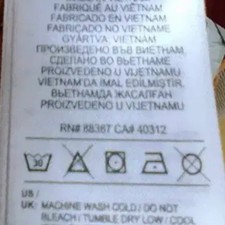 FABRIQUÉ AU VIÊTNAM
FABRICADO EN VIETNAM
FABRICADO NO VIETNAME
GYÁRTVA: VIETNAM
ПРОИЗВЕДЕНО ВЪВ ВИЕТНАМ
СДЕЛАНО ВО ВЬЕТНАМЕ
PROIZVEDENO U VIJETNAMU
VIETNAM'DA İMAL EDİLMİŞTİR.
ВЬЕТНАМДА ЖАСАЛҒАН
PROIZVEDENO U VIJETNAMU
RN# 88367 CA# 40312
30
US /
UK: MACHINE WASH COLD / DO NOT
BLEACH / TUMBLE DRY LOW / COOL